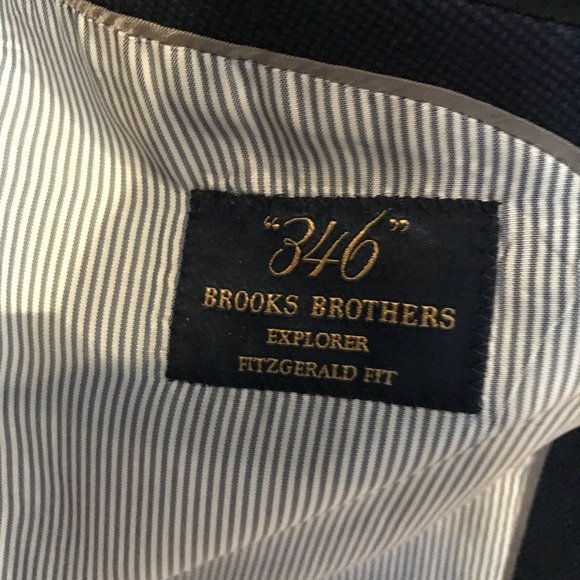 “346”
BROOKS BROTHERS
EXPLORER
FITZGERALD FIT